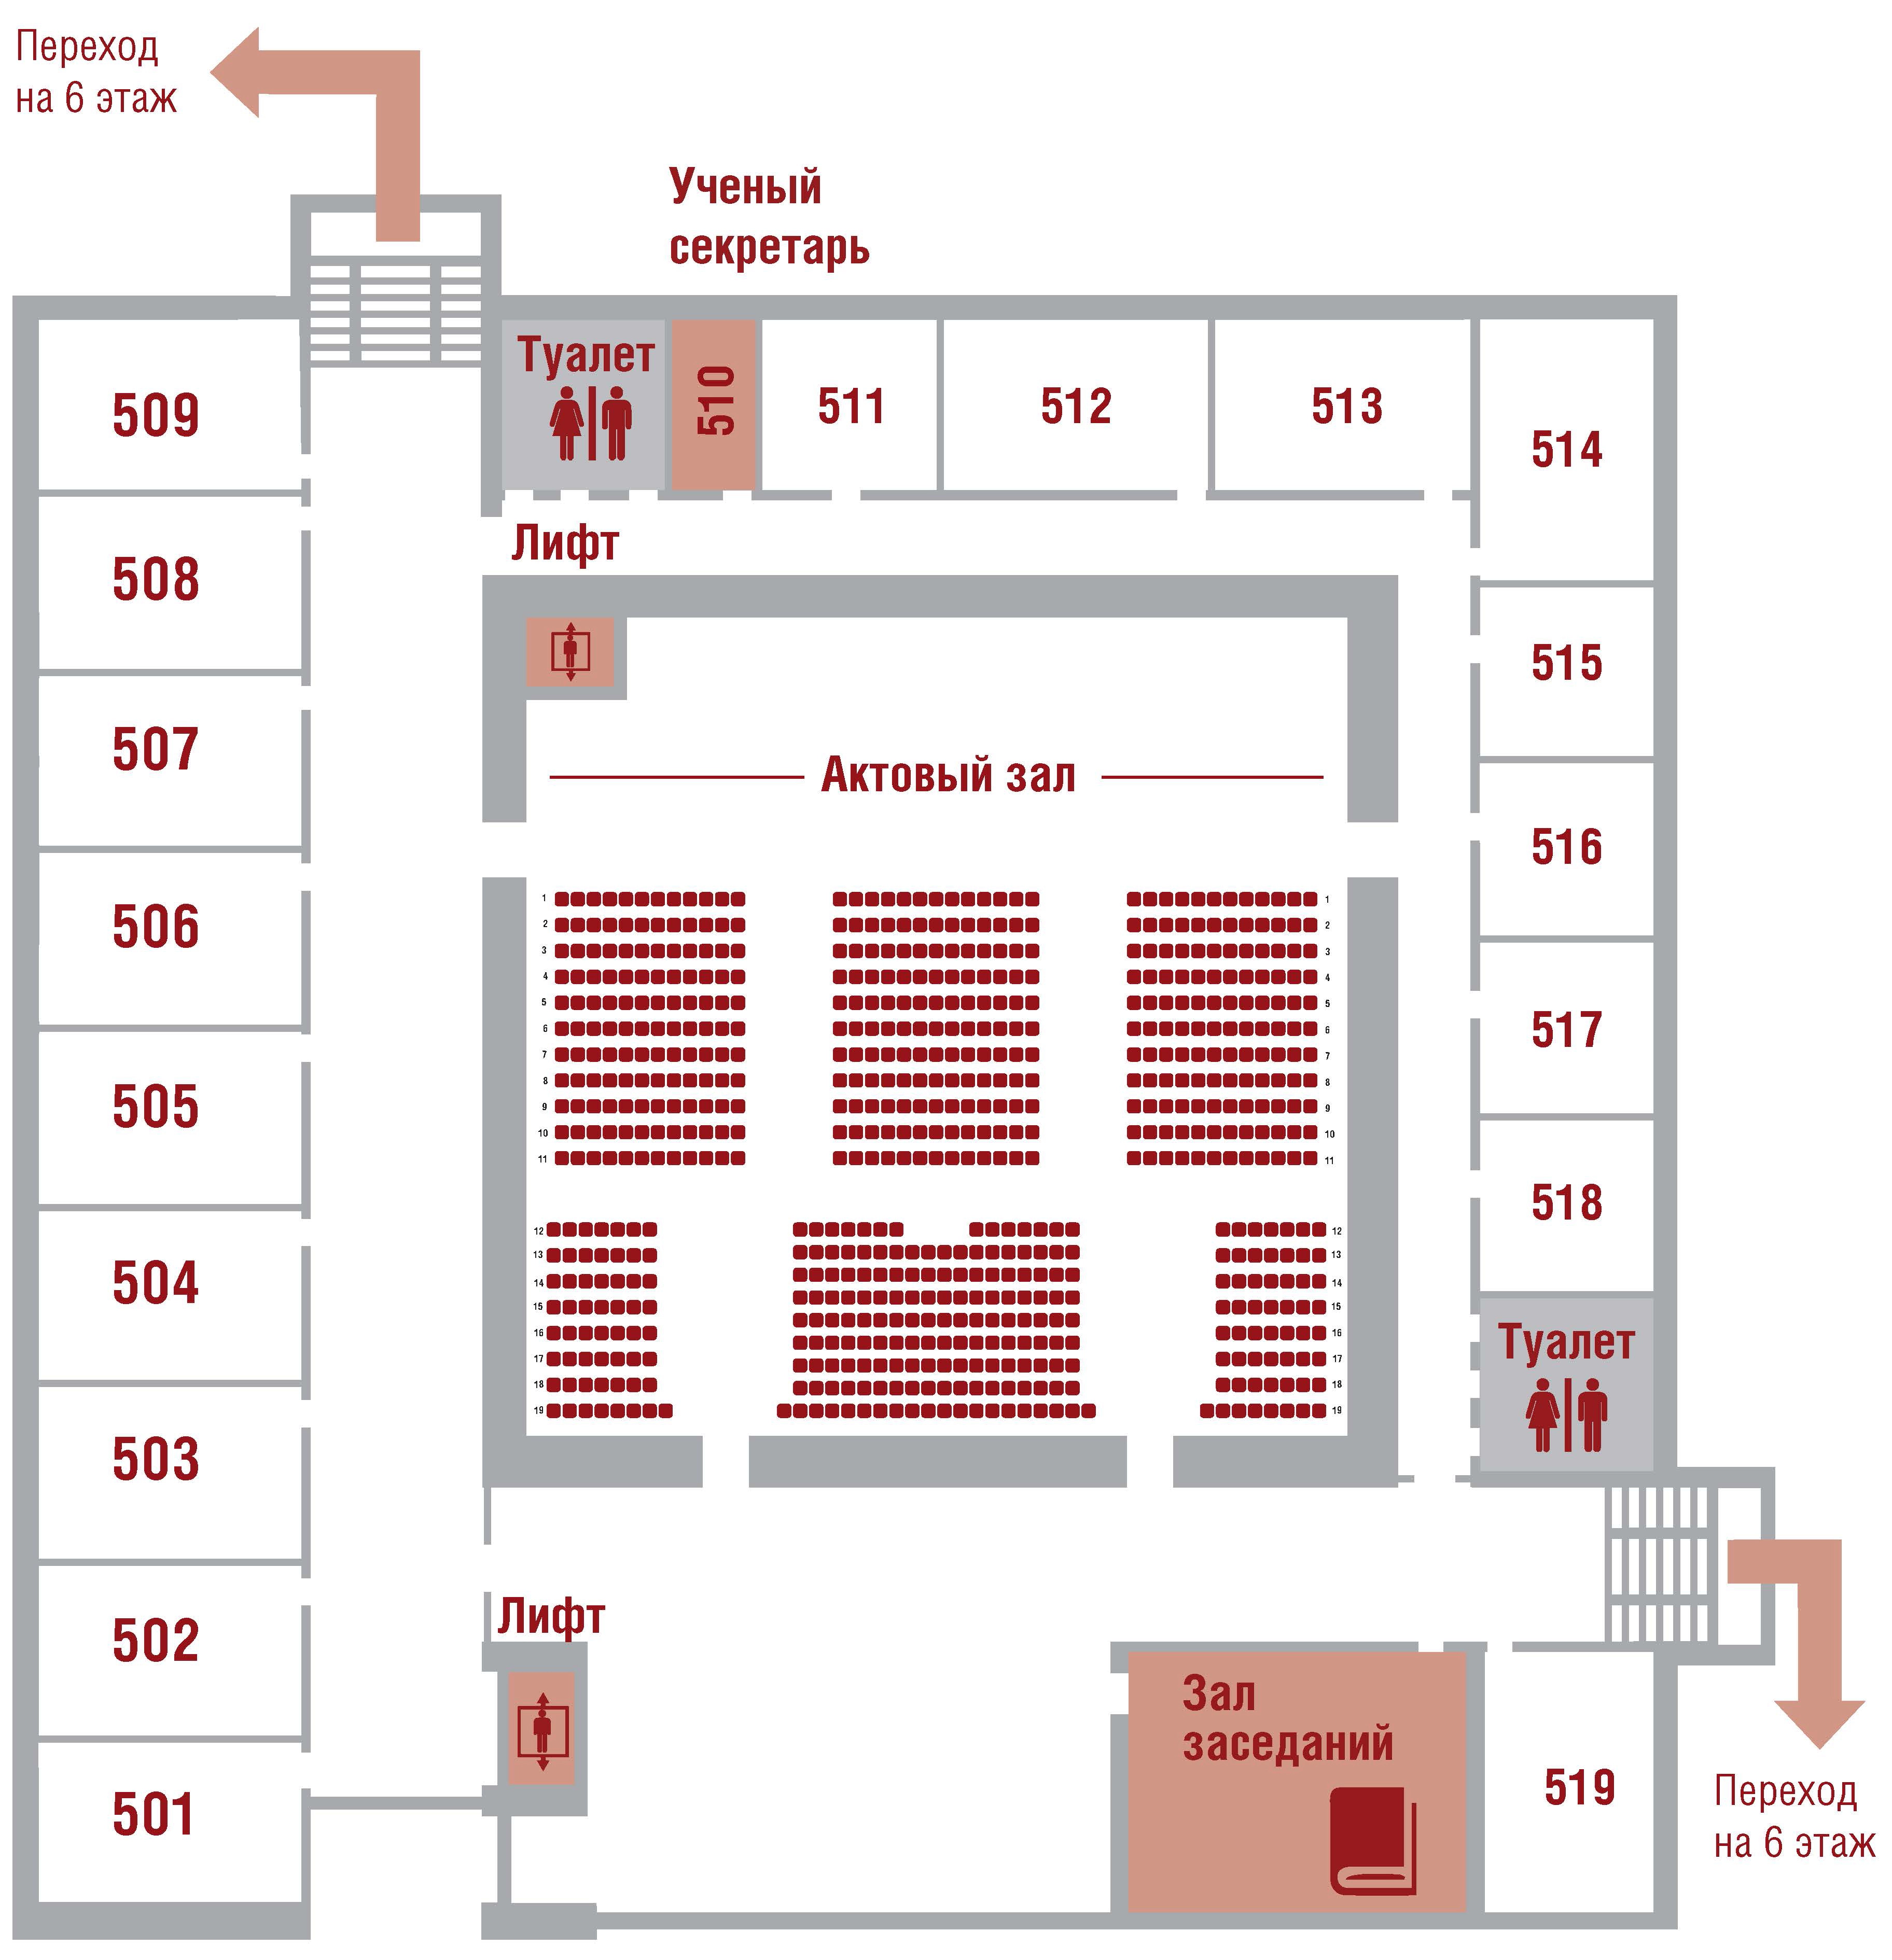 Переход
на 6 этаж
Ученый
секретарь
Туалет
510
511
512
513
514
509
508
507
506
505
504
503
502
501
Лифт
515
516
517
518
Актовый зал
1 1
2 2
3 3
4 4
5 5
6 6
7 7
8 8
9 9
10 10
11 11
12 12
13 13
14 14
15 15
16 16
17 17
18 18
19 19
Туалет
Лифт
Зал
заседаний
519
Переход
на 6 этаж